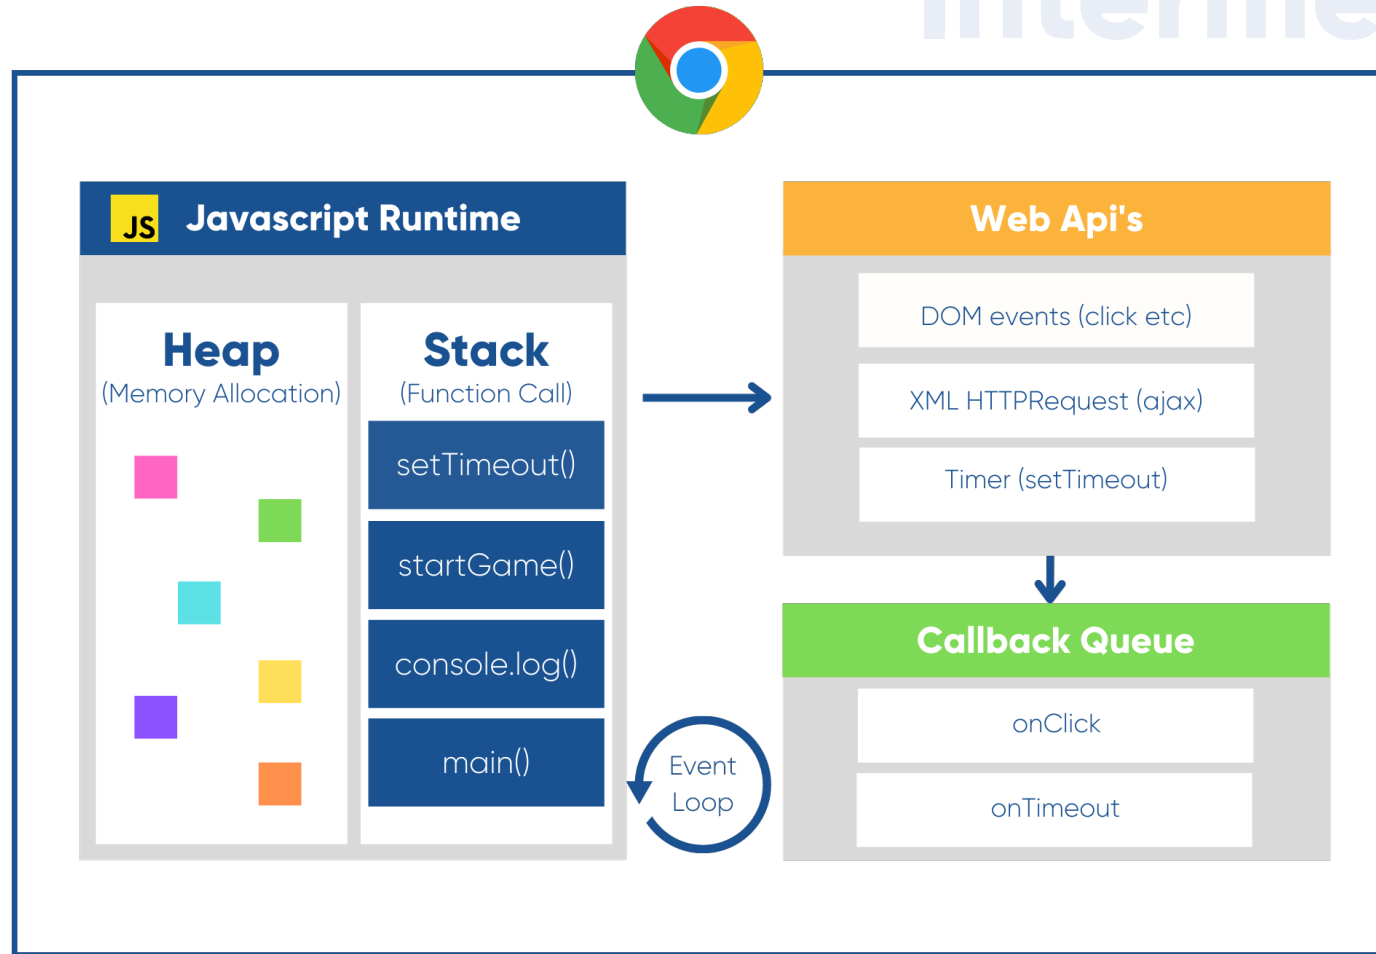 JS Javascript Runtime
Heap
(Memory Allocation)
Stack
(Function Call)
setTimeout()
startGame()
console.log()
main()
Event
Loop
Web Api's
DOM events (click etc)
XML HTTPRequest (ajax)
Timer (setTimeout)
Callback Queue
onClick
onTimeout